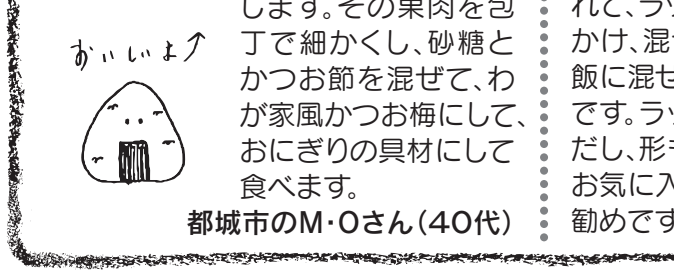 します。その果肉を包
丁で細かくし、砂糖と
かつお節を混ぜて、わ
が家風かつお梅にして、
おにぎりの具材にして
食べます。
都城市のM・Oさん(40代)
おいしいよ↗
れて、ラッ
かけ、混ぜ
飯に混ぜ
です。ラッ
だし、形も
お気に入
勧めです